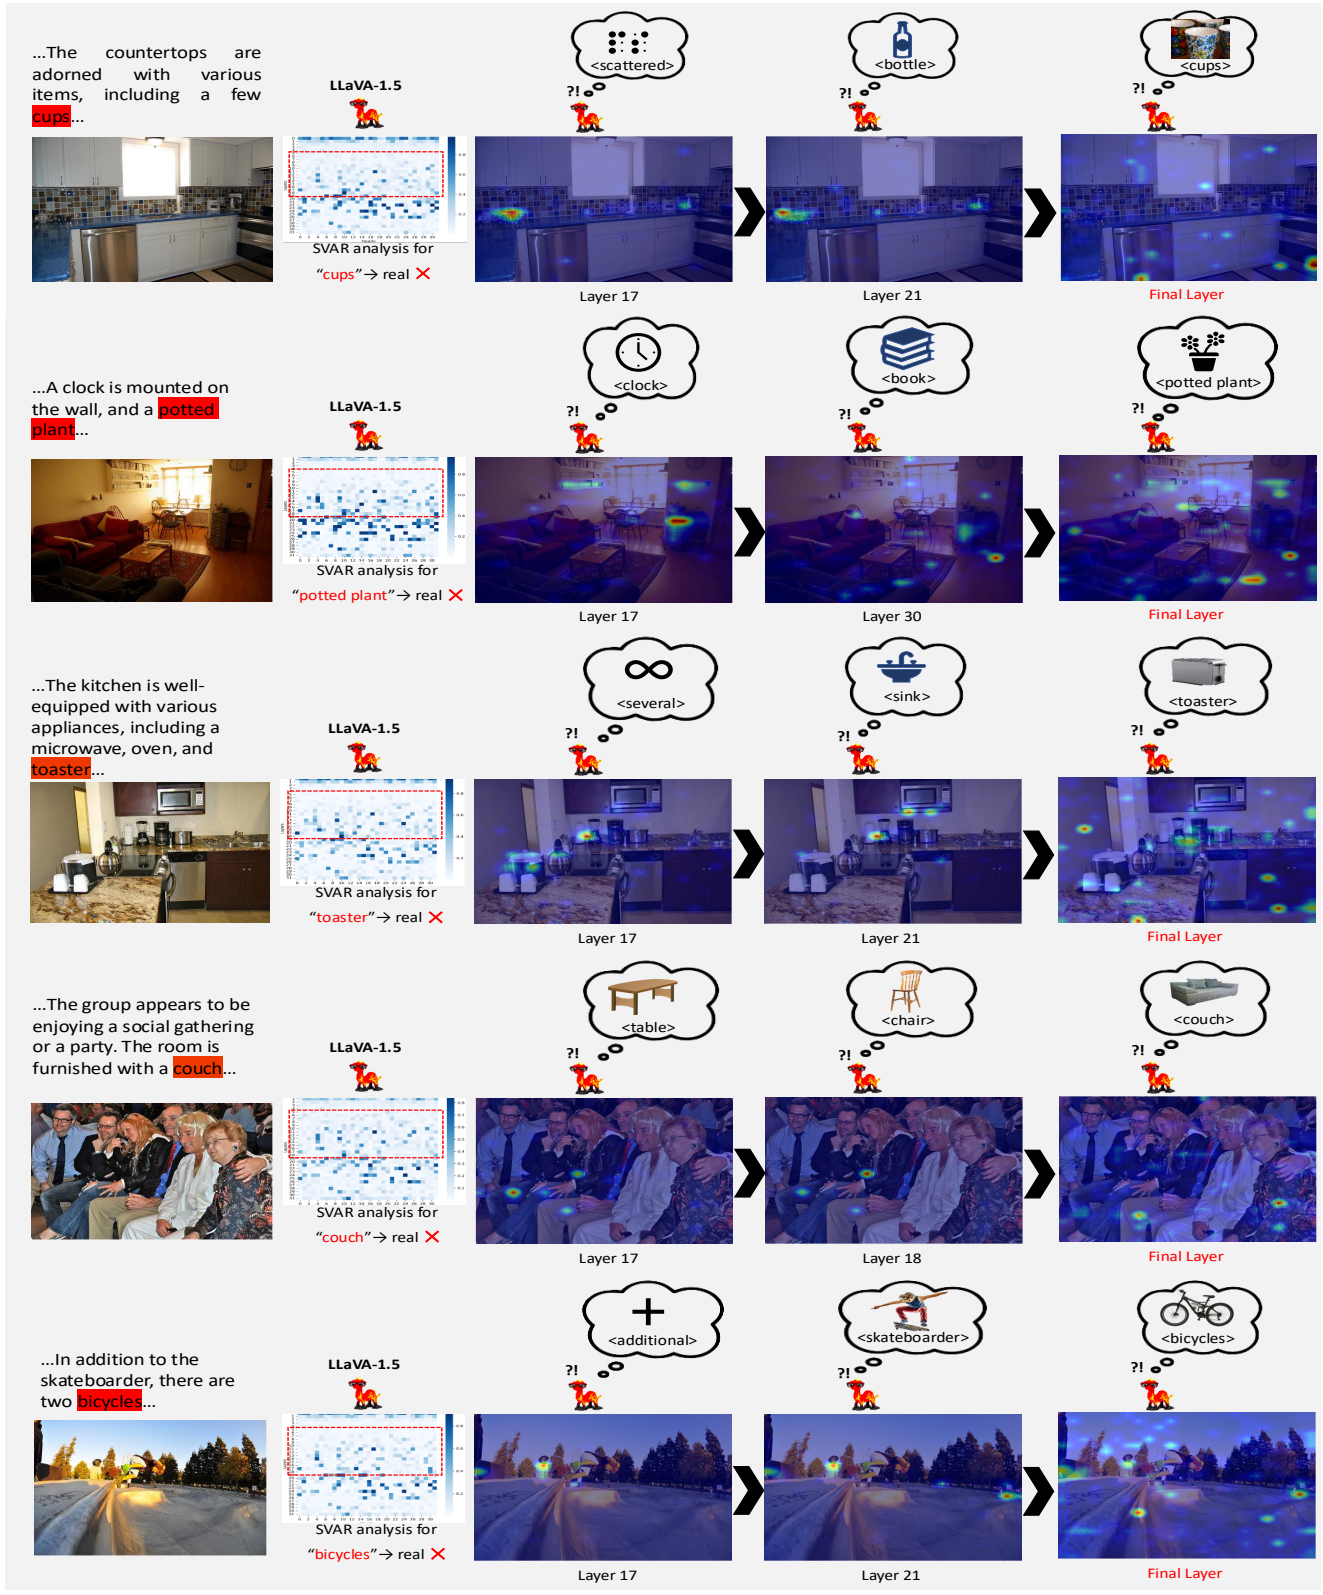 ...The countertops are
adorned with various
items, including a few
cups...
LLaVA-1.5
SVAR analysis for
“cups”→ real ✕
?!
<scattered>
Layer 17
?!
<bottle>
Layer 21
?!
<cups>
Final Layer
...A clock is mounted on
the wall, and a potted
plant...
LLaVA-1.5
SVAR analysis for
“potted plant”→ real ✕
?!
<clock>
Layer 17
?!
<book>
Layer 30
?!
<potted plant>
Final Layer
...The kitchen is well-
equipped with various
appliances, including a
microwave, oven, and
toaster...
LLaVA-1.5
SVAR analysis for
“toaster”→ real ✕
?!
<several>
Layer 17
?!
<sink>
Layer 21
?!
<toaster>
Final Layer
...The group appears to be
enjoying a social gathering
or a party. The room is
furnished with a couch...
LLaVA-1.5
SVAR analysis for
“couch”→ real ✕
?!
<table>
Layer 17
?!
<chair>
Layer 18
?!
<couch>
Final Layer
...In addition to the
skateboarder, there are
two bicycles...
LLaVA-1.5
SVAR analysis for
“bicycles”→ real ✕
?!
<additional>
Layer 17
?!
<skateboarder>
Layer 21
?!
<bicycles>
Final Layer